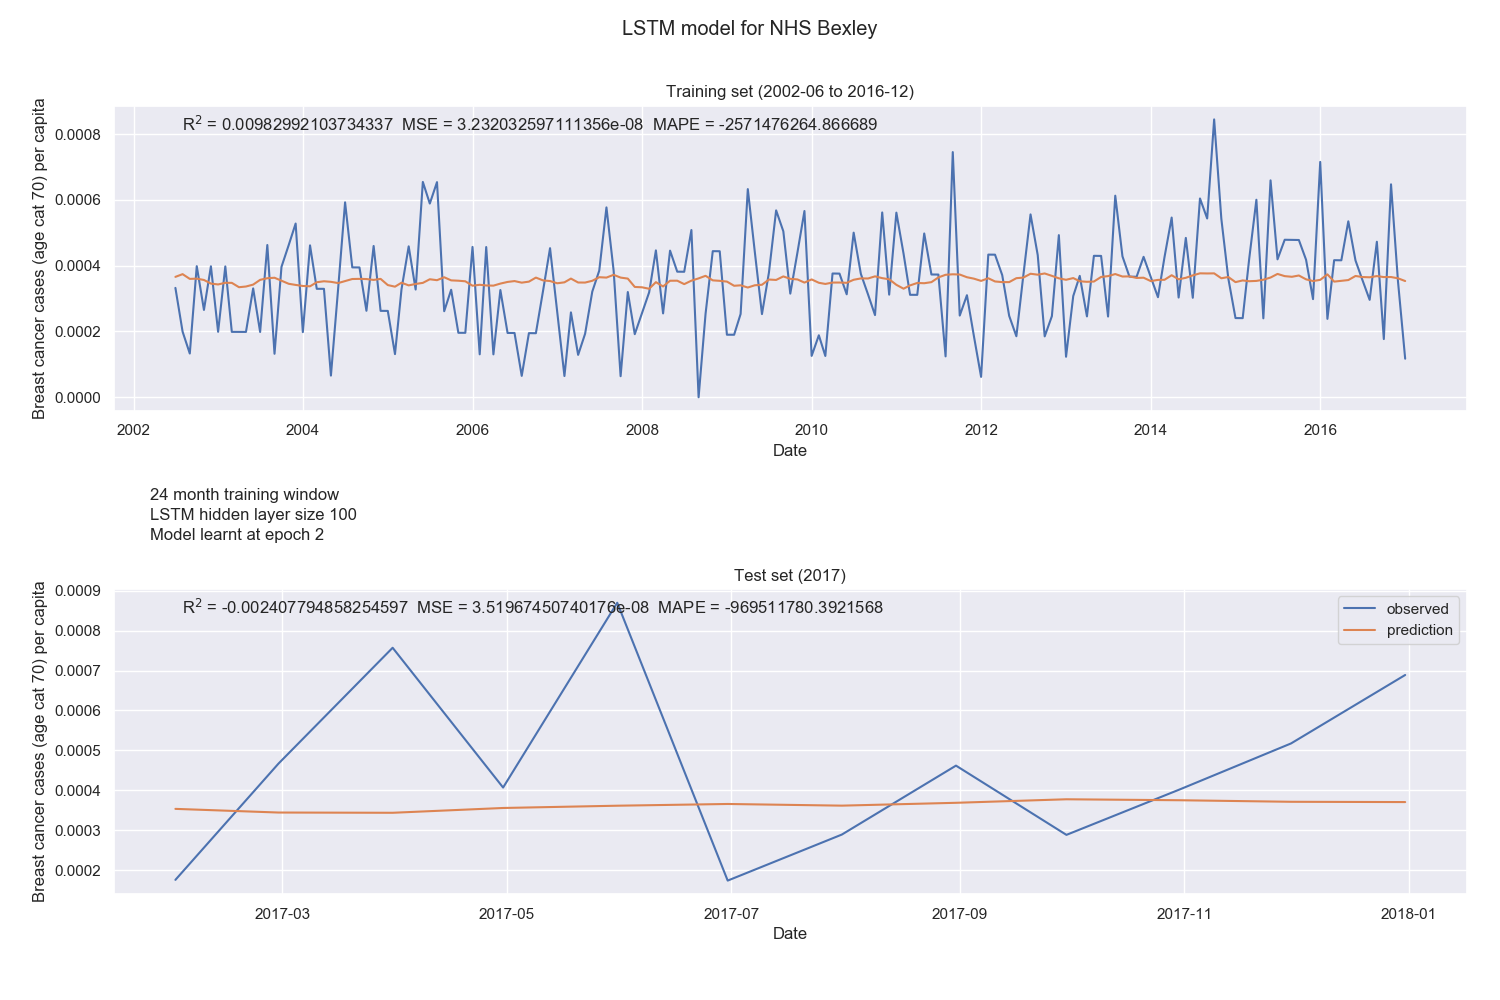 LSTM model for NHS Bexley
Training set (2002-06 to 2016-12)
R² = 0.00982992103734337 MSE = 3.232032597111356e-08 MAPE = -2571476264.866689
Breast cancer cases (age cat 70) per capita
0.0008
0.0006
0.0004
0.0002
0.0000
2002 2004 2006 2008 2010 2012 2014 2016
Date
24 month training window
LSTM hidden layer size 100
Model learnt at epoch 2
Test set (2017)
R² = -0.002407794858254597 MSE = 3.51967450740176e-08 MAPE = -969511780.3921568
observed
prediction
Breast cancer cases (age cat 70) per capita
0.0009
0.0008
0.0007
0.0006
0.0005
0.0004
0.0003
0.0002
2017-03 2017-05 2017-07 2017-09 2017-11 2018-01
Date